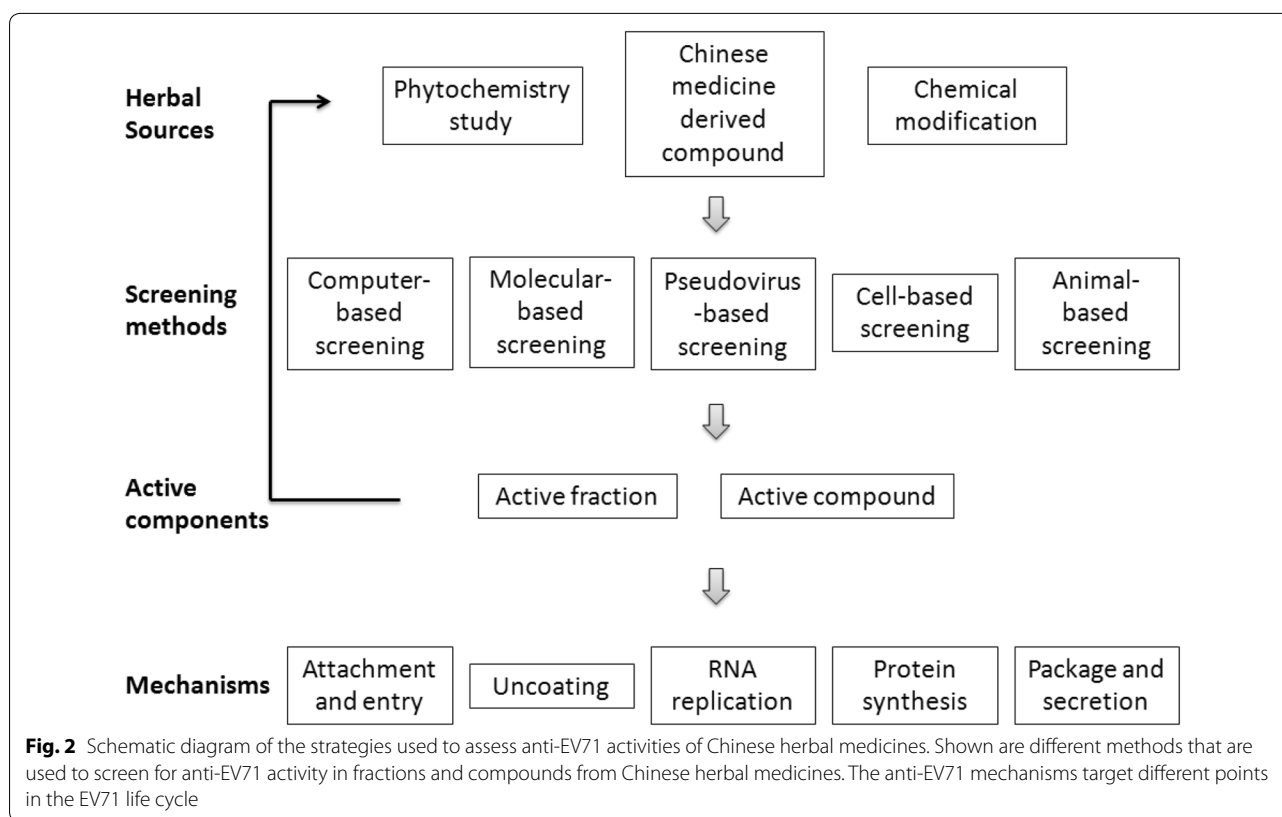 Herbal
Sources
Phytochemistry
study
Chinese
medicine
derived
compound
Chemical
modification
Screening
methods
Computer-
based
screening
Molecular-
based
screening
Pseudovirus
-based
screening
Cell-based
screening
Animal-
based
screening
Active
components
Active fraction
Active compound
Mechanisms
Attachment
and entry
Uncoating
RNA
replication
Protein
synthesis
Package and
secretion
Fig. 2 Schematic diagram of the strategies used to assess anti-EV71 activities of Chinese herbal medicines. Shown are different methods that are
used to screen for anti-EV71 activity in fractions and compounds from Chinese herbal medicines. The anti-EV71 mechanisms target different points
in the EV71 life cycle